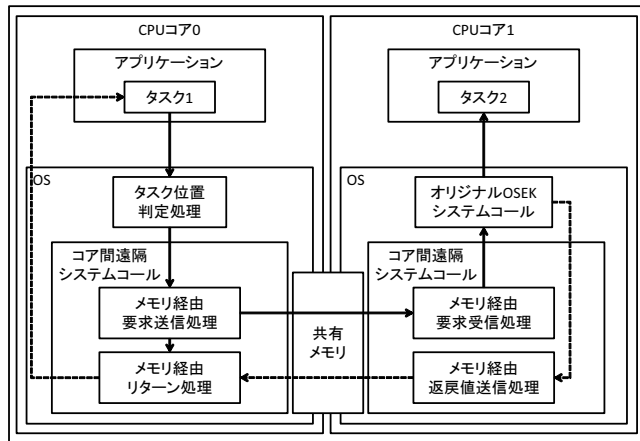 CPUコア0
アプリケーション
タスク1
OS
タスク位置
判定処理
コア間遠隔
システムコール
メモリ経由
要求送信処理
メモリ経由
リターン処理
共有
メモリ
CPUコア1
アプリケーション
タスク2
OS
オリジナルOSEK
システムコール
コア間遠隔
システムコール
メモリ経由
要求受信処理
メモリ経由
返戻値送信処理